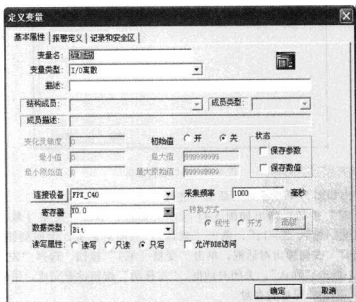 定义变量
基本属性 报警定义 记录和安全区
变量名:
变量类型: I/O离散
描述:
结构成员: 成员类型:
成员描述:
变化灵敏度 0 初始值 开 关 状态
最小值 0 最大值 999999999 保存参数
最小原始值 0 最大原始值 999999999 保存数值
连接设备 FPX_C40 采集频率 1000 毫秒
寄存器 Y0.0 转换方式
线性 开方 高级
数据类型: Bit
读写属性: 读写 只读 只写 允许DDE访问
确定 取消